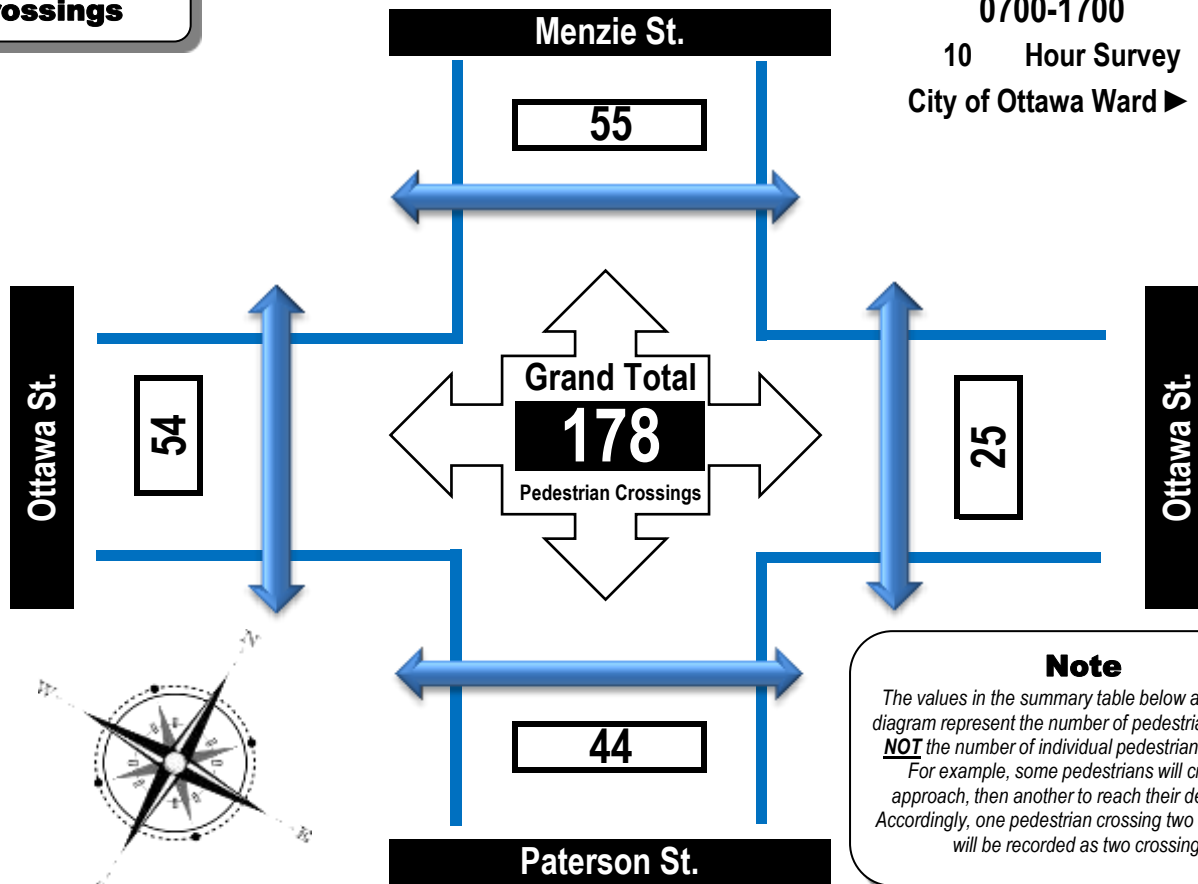 rossings
0700-1700
10 Hour Survey
City of Ottawa Ward ►
Menzie St.
55
Ottawa St.
54
Grand Total
178
Pedestrian Crossings
25
Ottawa St.
N
W
E
44
Paterson St.
Note
The values in the summary table below a
diagram represent the number of pedestria
NOT the number of individual pedestrian
For example, some pedestrians will c
approach, then another to reach their de
Accordingly, one pedestrian crossing two
will be recorded as two crossing